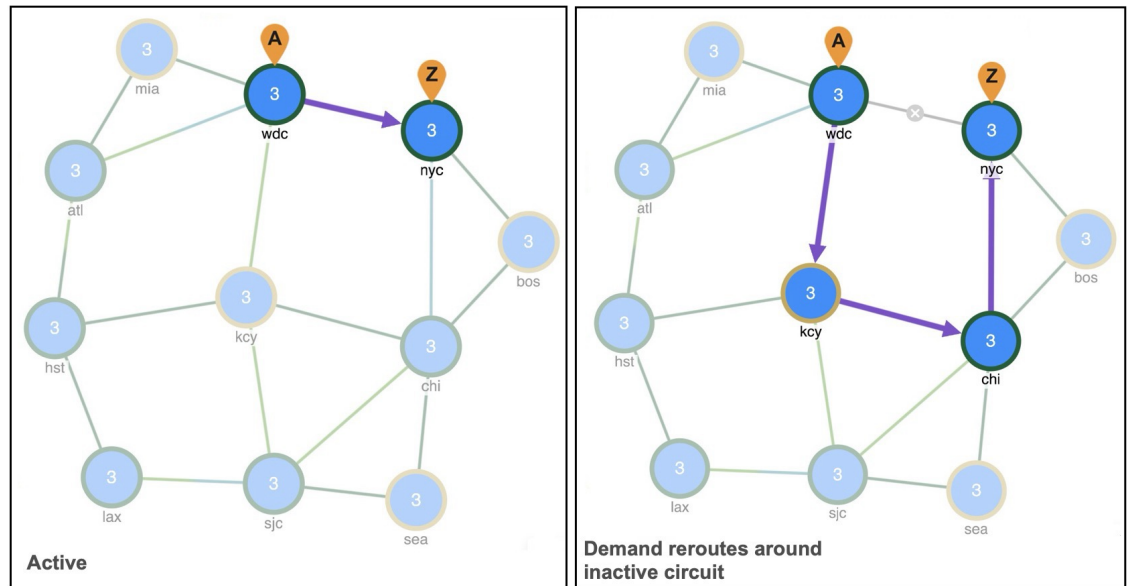 3
mia
A
3
wdc
Z
3
nyc
3
atl
3
bos
3
kcy
3
hst
3
chi
3
lax
3
sjc
3
sea
Active
3
mia
A
3
wdc
Z
3
nyc
3
atl
3
bos
3
kcy
3
hst
3
chi
3
lax
3
sjc
3
sea
Demand reroutes around
inactive circuit